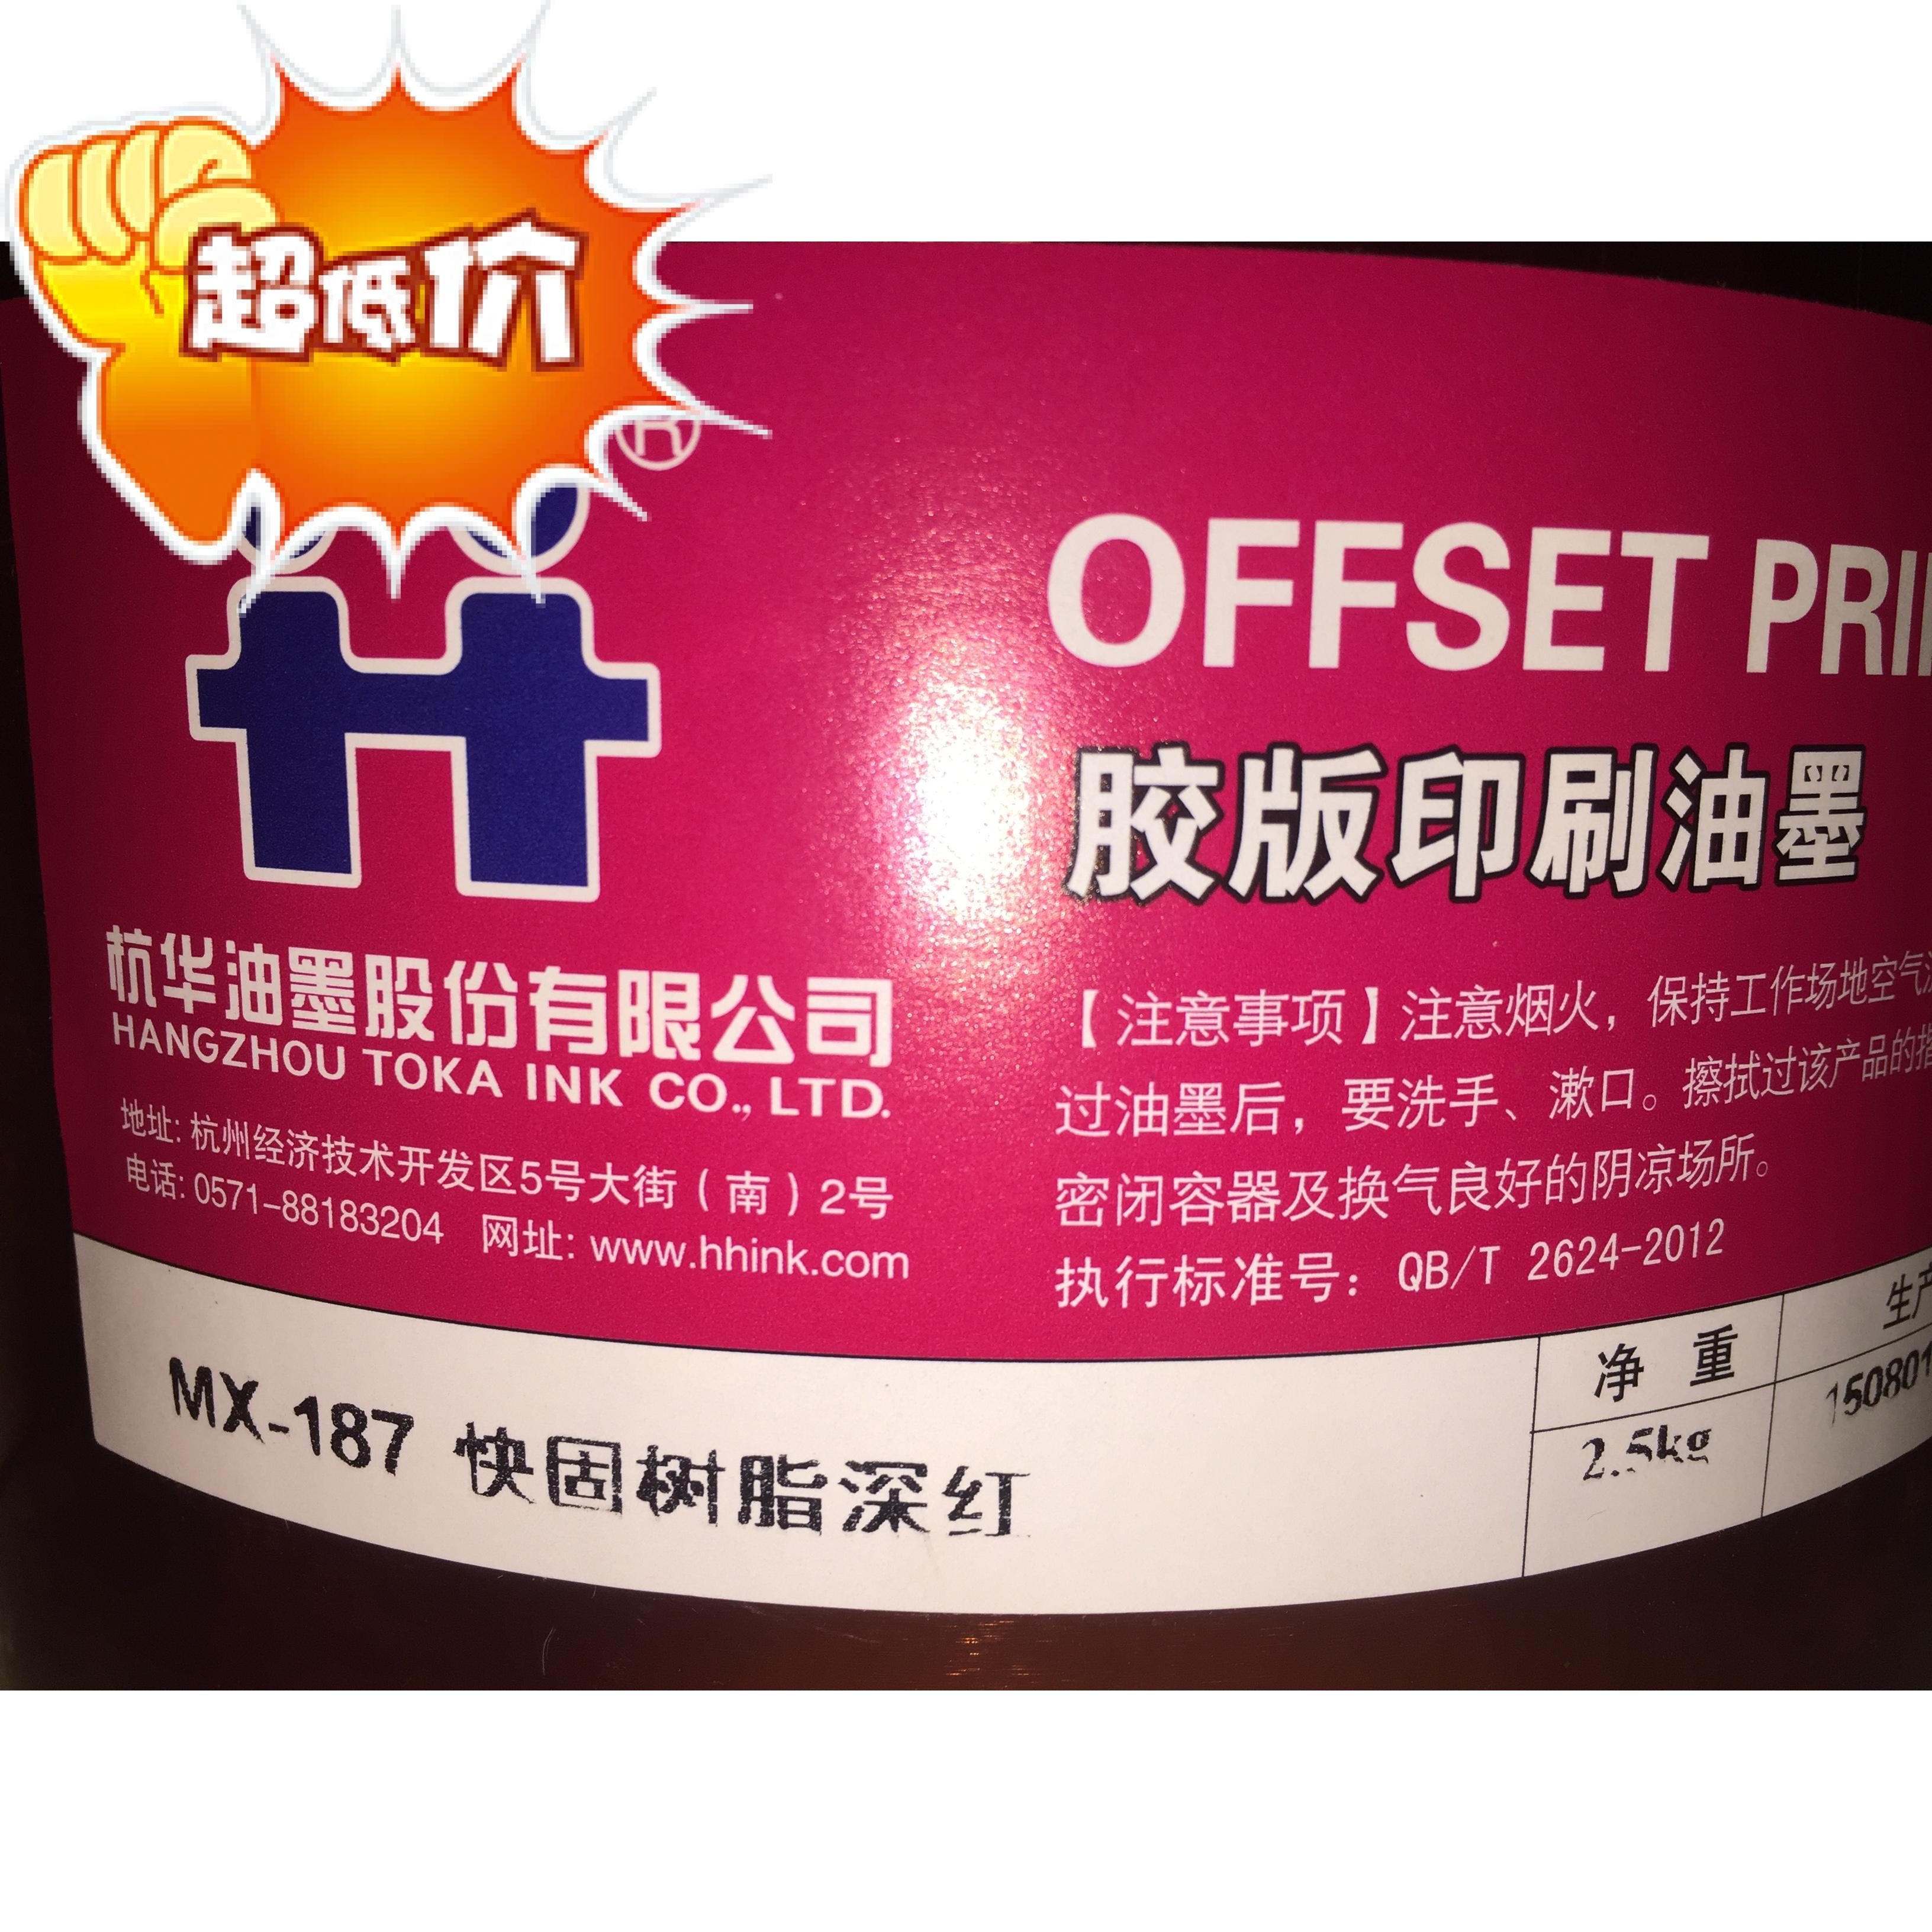 超低价
®
OFFSET PRI
胶版印刷油墨
杭华油墨股份有限公司
HANGZHOU TOKA INK CO., LTD.
地址: 杭州经济技术开发区5号大街(南)2号
电话: 0571-88183204 网址: www.hhink.com
【注意事项】注意烟火，保持工作场地空气
过油墨后，要洗手、漱口。擦拭过该产品的
密闭容器及换气良好的阴凉场所。
执行标准号：QB/T 2624-2012
净 重
生产
MX-187 快固树脂深红
2.5kg
150801